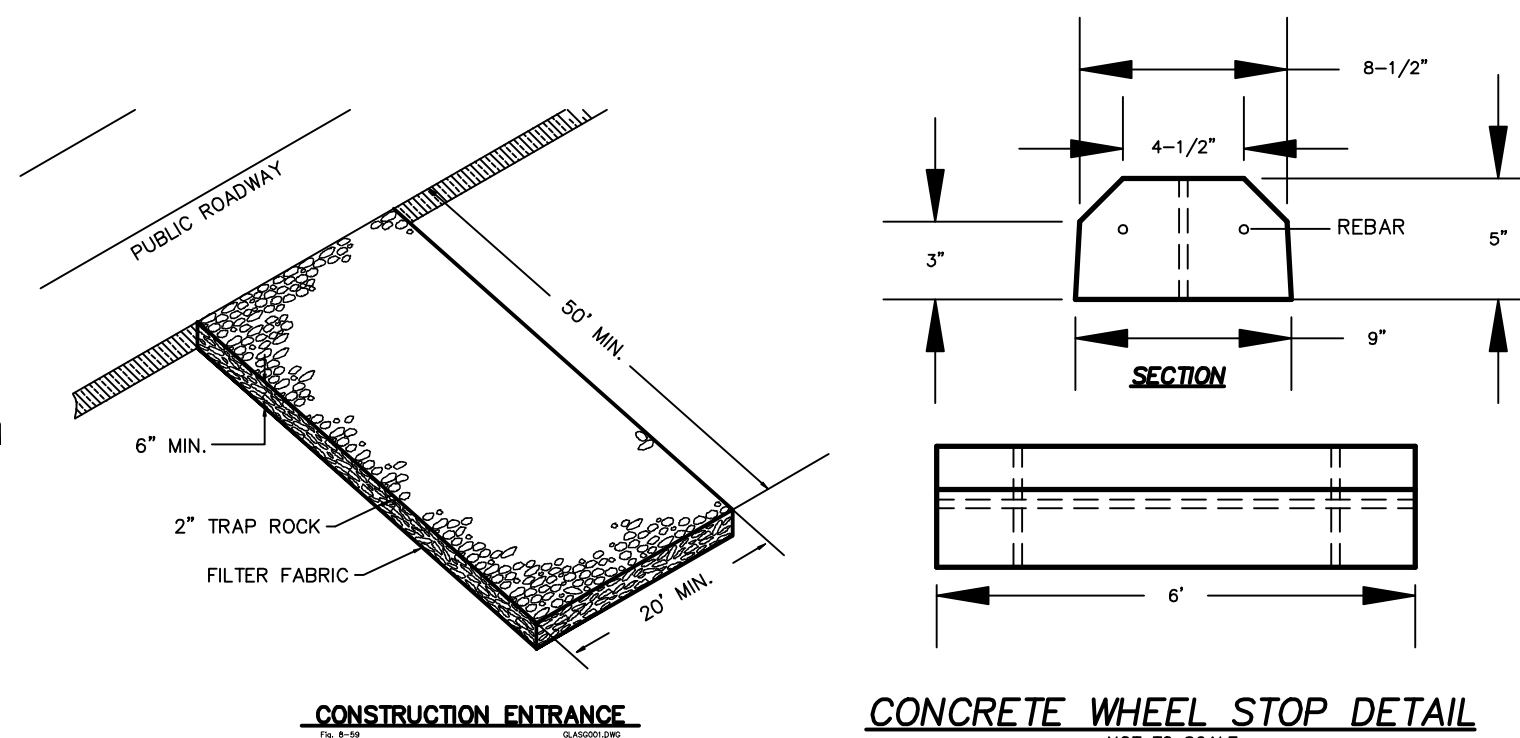 PUBLIC ROADWAY
50' MIN.
6" MIN.
2" TRAP ROCK
FILTER FABRIC
20' MIN.
CONSTRUCTION ENTRANCE
Fig. 8-59
GLASG001.DWG
8-1/2"
4-1/2"
REBAR
3"
5"
9"
SECTION
6'
CONCRETE WHEEL STOP DETAIL